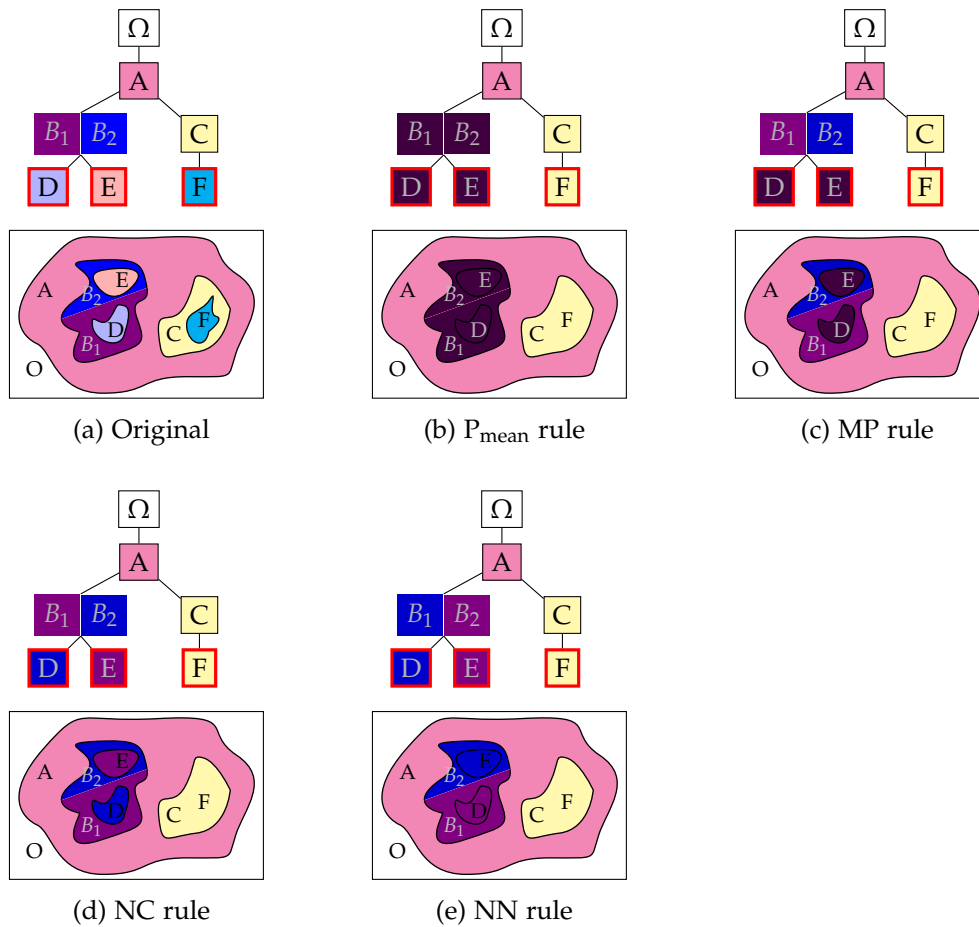 Ω Ω Ω
A A A
B₁ B₂ C B₁ B₂ C B₁ B₂ C
D E F D E F D E F
A E B₂ D F C B₁ O
A E B₂ D F C B₁ O
A E B₂ D F C B₁ O
(a) Original (b) P_mean rule (c) MP rule
Ω Ω
A A
B₁ B₂ C B₁ B₂ C
D E F D E F
A E B₂ D F C B₁ O
A E B₂ D F C B₁ O
(d) NC rule (e) NN rule